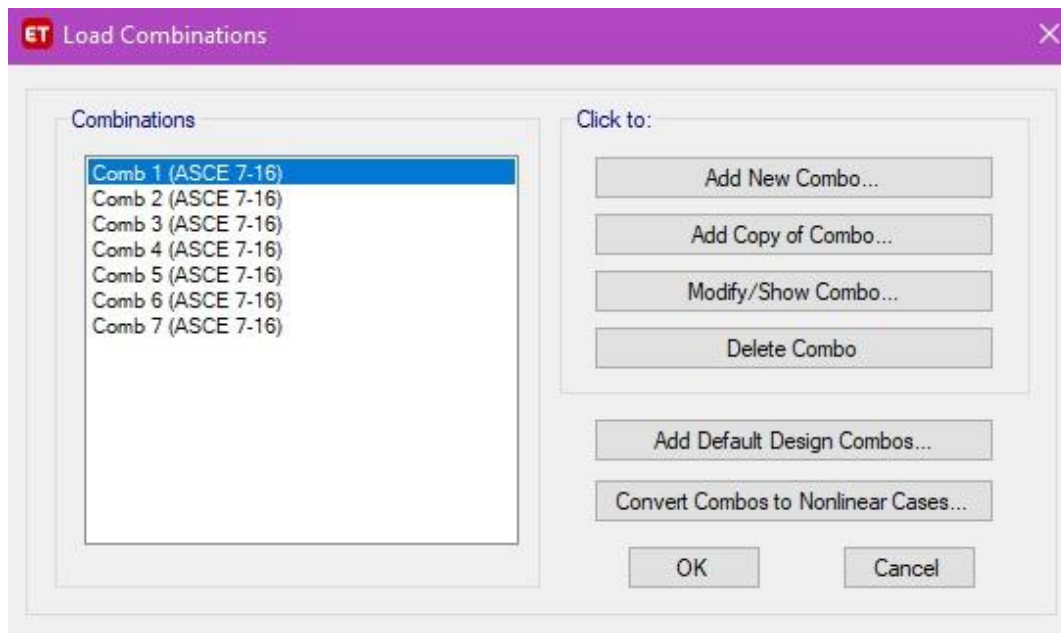 ET Load Combinations
Combinations
Comb 1 (ASCE 7-16)
Comb 2 (ASCE 7-16)
Comb 3 (ASCE 7-16)
Comb 4 (ASCE 7-16)
Comb 5 (ASCE 7-16)
Comb 6 (ASCE 7-16)
Comb 7 (ASCE 7-16)
Click to:
Add New Combo...
Add Copy of Combo...
Modify/Show Combo...
Delete Combo
Add Default Design Combos...
Convert Combos to Nonlinear Cases...
OK Cancel